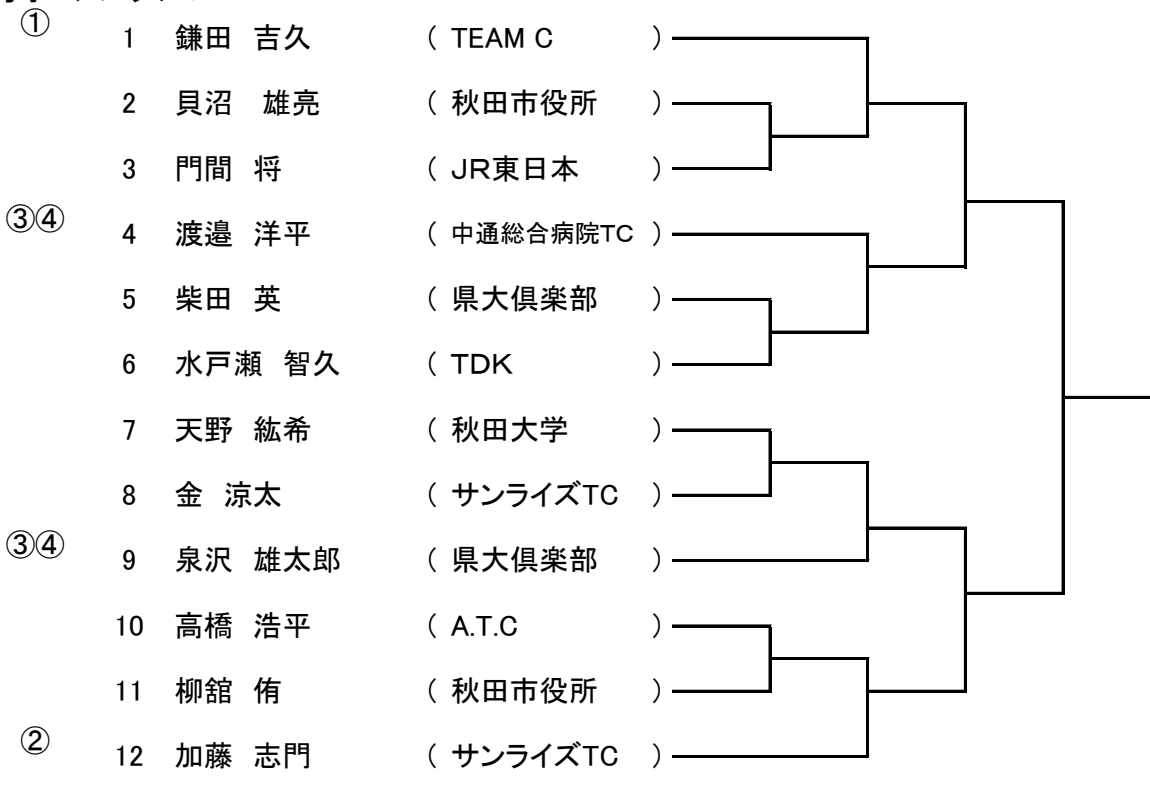 ① 1 鎌田 吉久 ( TEAM C )
2 貝沼 雄亮 ( 秋田市役所 )
3 門間 将 ( JR東日本 )
③④ 4 渡邉 洋平 ( 中通総合病院TC )
5 柴田 英 ( 県大倶楽部 )
6 水戸瀬 智久 ( TDK )
7 天野 紘希 ( 秋田大学 )
8 金 涼太 ( サンライズTC )
③④ 9 泉沢 雄太郎 ( 県大倶楽部 )
10 高橋 浩平 ( A.T.C )
11 柳舘 侑 ( 秋田市役所 )
② 12 加藤 志門 ( サンライズTC )